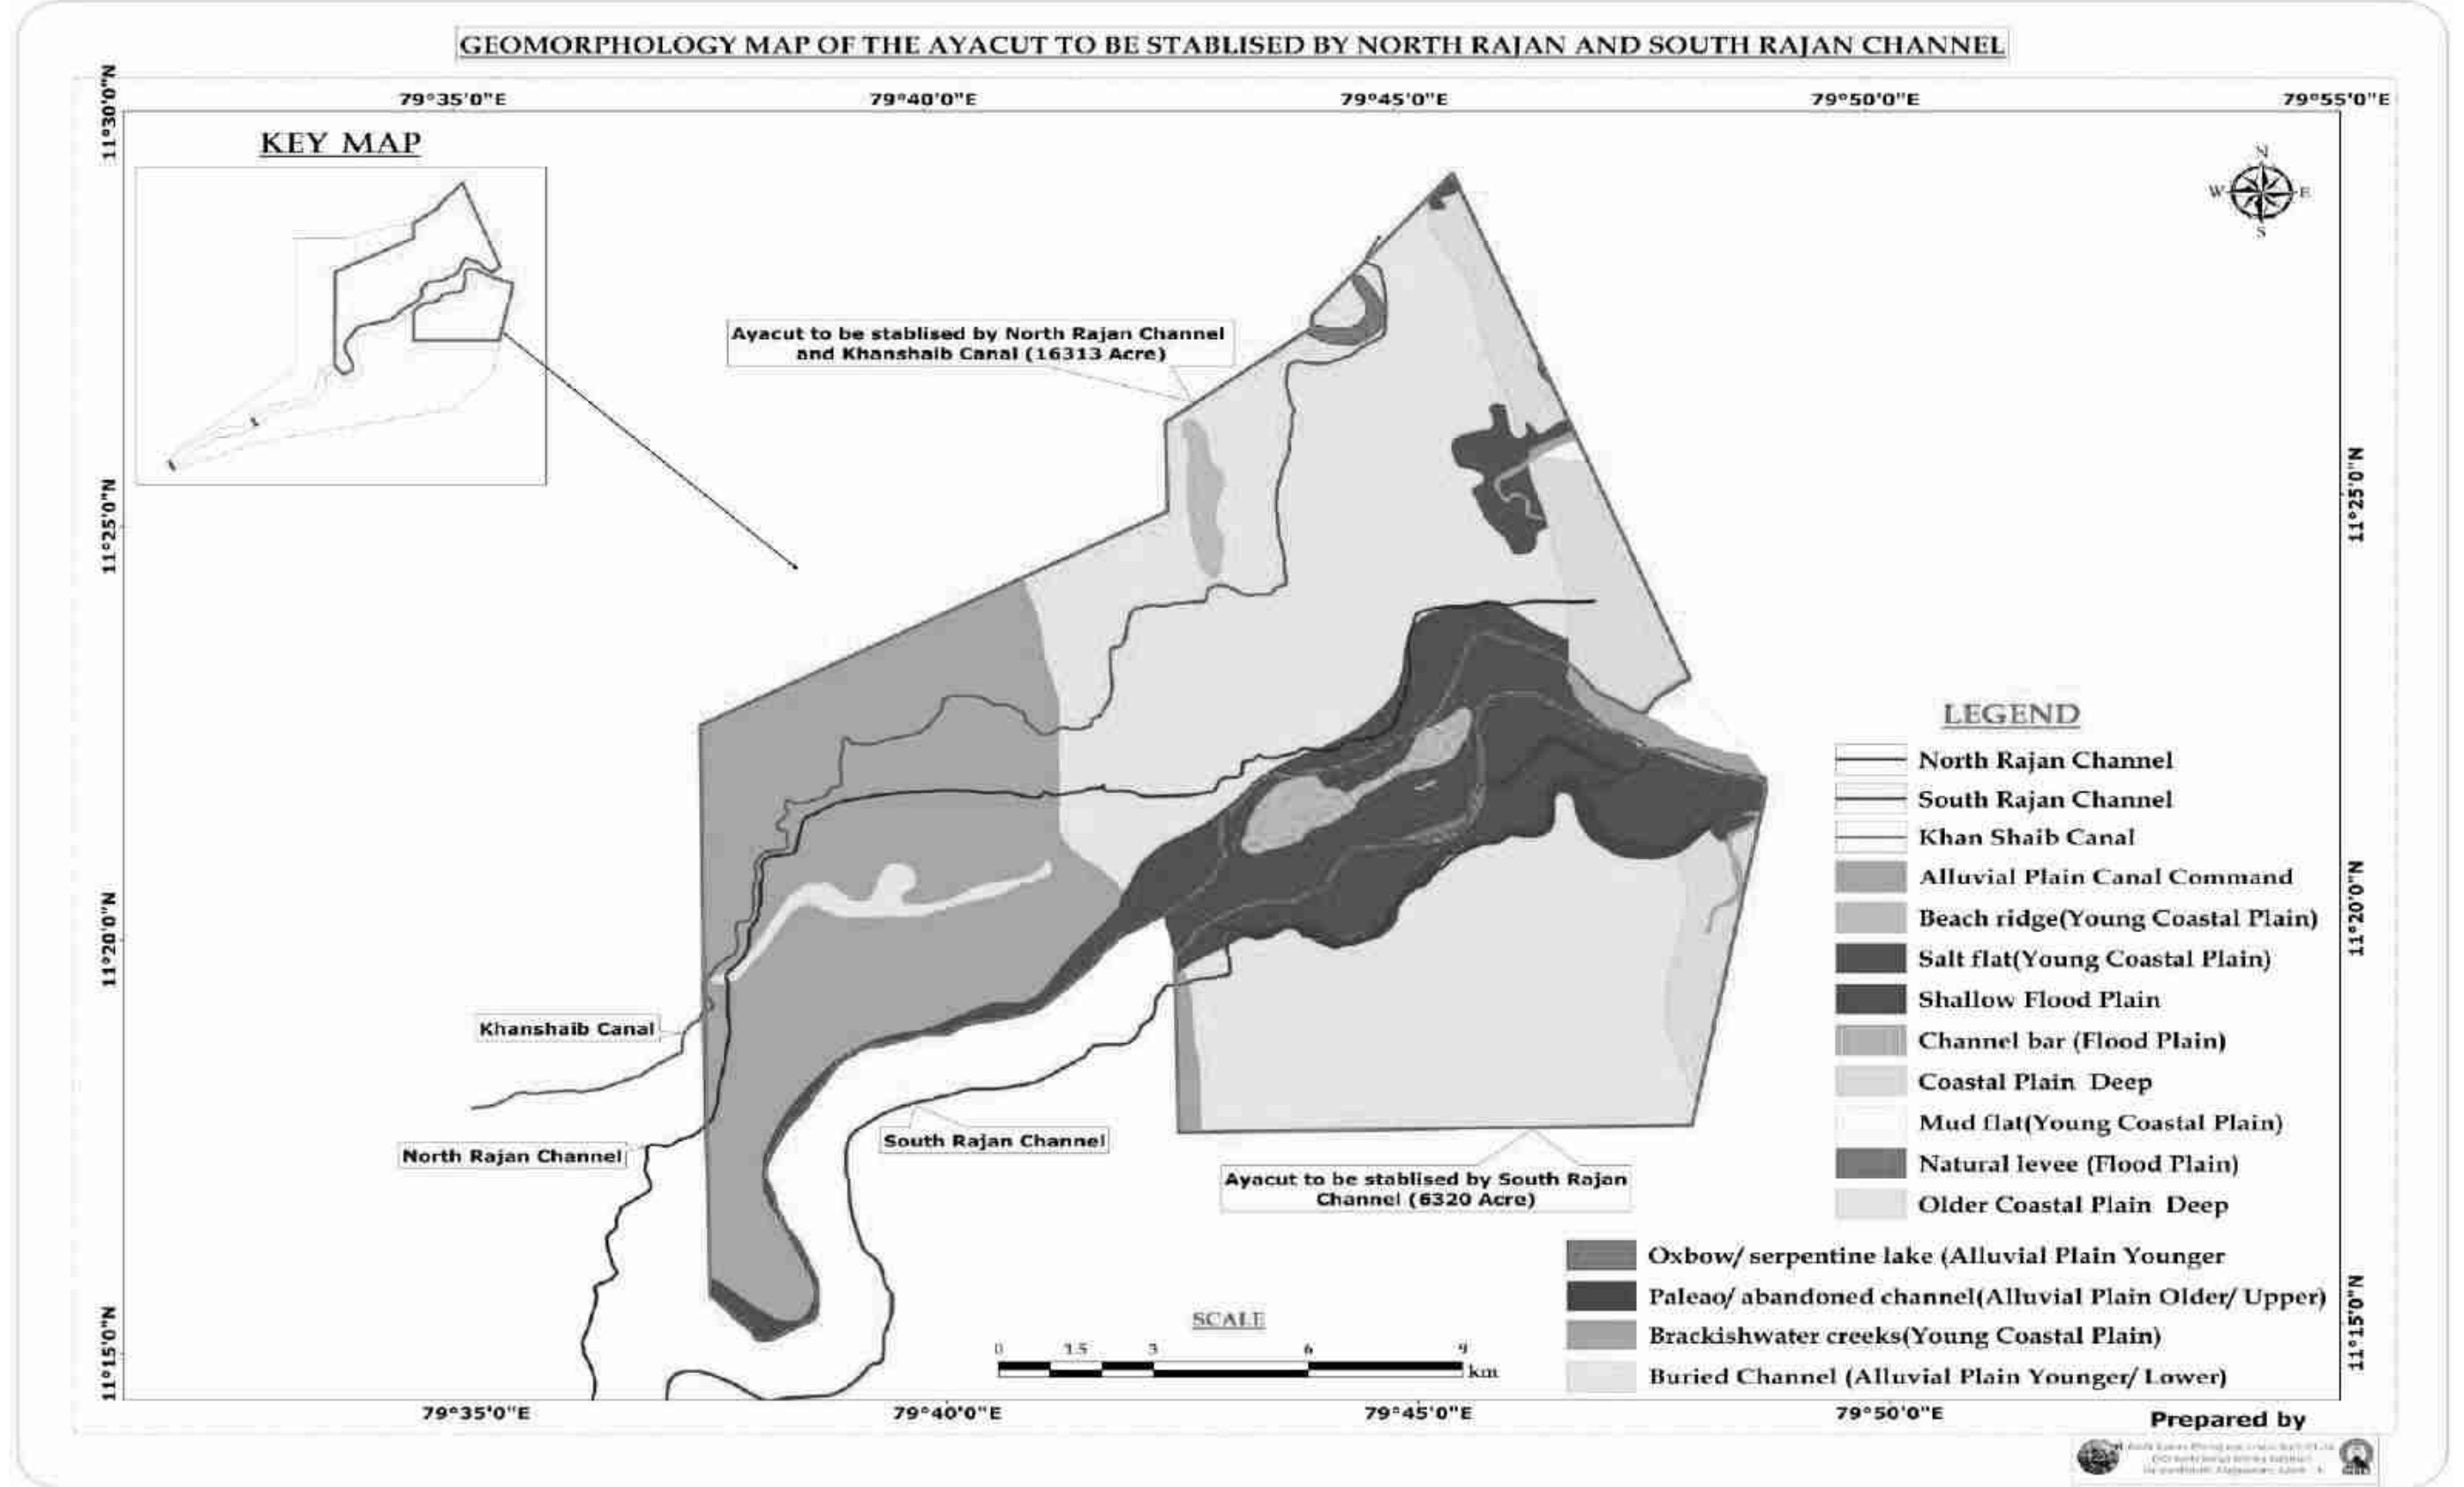 GEOMORPHOLOGY MAP OF THE AYACUT TO BE STABLISED BY NORTH RAJAN AND SOUTH RAJAN CHANNEL
79°35'0"E
79°40'0"E
79°45'0"E
79°50'0"E
79°55'0"E
11°30'0"N
KEY MAP
N
W
E
S
Ayacut to be stablised by North Rajan Channel
and Khanshaib Canal (16313 Acre)
11°25'0"N
11°25'0"N
LEGEND
North Rajan Channel
South Rajan Channel
Khan Shaib Canal
Alluvial Plain Canal Command
Beach ridge(Young Coastal Plain)
Salt flat(Young Coastal Plain)
Shallow Flood Plain
Channel bar (Flood Plain)
Coastal Plain Deep
Mud flat(Young Coastal Plain)
Natural levee (Flood Plain)
Older Coastal Plain Deep
Oxbow/ serpentine lake (Alluvial Plain Younger
Paleao/ abandoned channel(Alluvial Plain Older/ Upper)
Brackishwater creeks(Young Coastal Plain)
Buried Channel (Alluvial Plain Younger/ Lower)
11°20'0"N
11°20'0"N
Khanshaib Canal
North Rajan Channel
South Rajan Channel
Ayacut to be stablised by South Rajan
Channel (6320 Acre)
SCALE
0 1.5 3 6 9
km
11°15'0"N
11°15'0"N
79°35'0"E
79°40'0"E
79°45'0"E
79°50'0"E
Prepared by